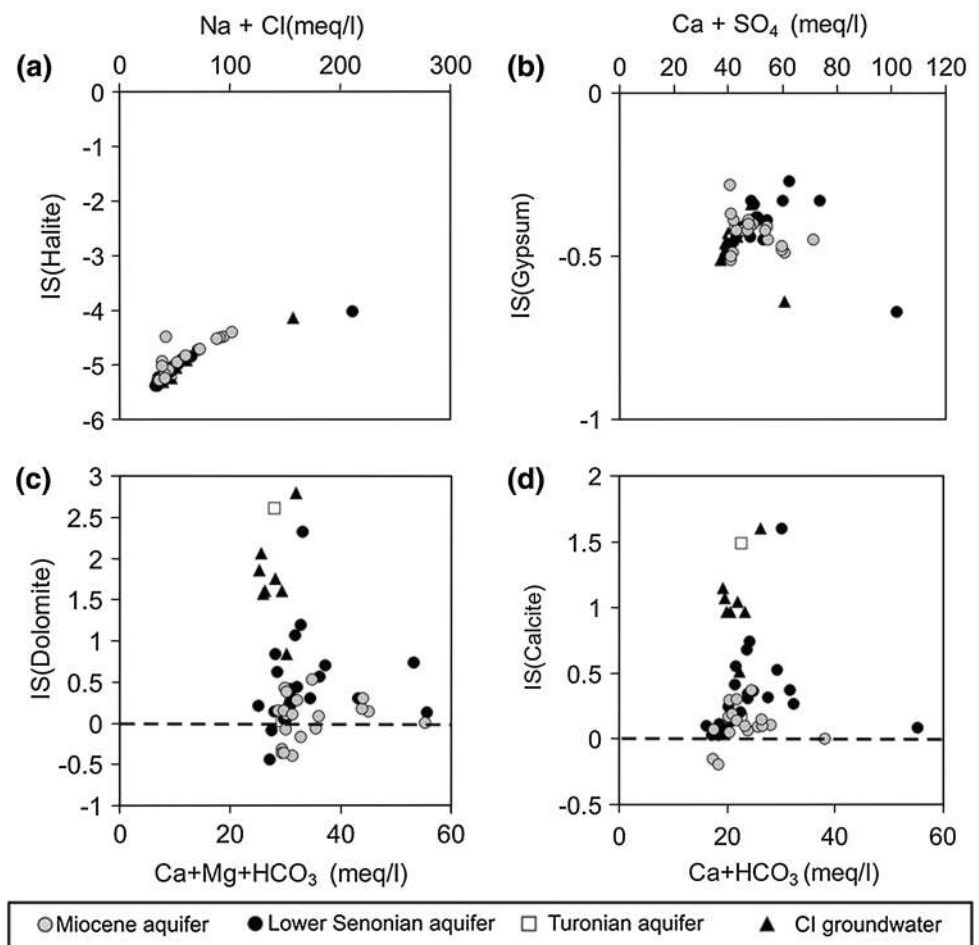 Na + Cl(meq/l)
Ca + SO₄ (meq/l)
(a)
0 100 200 300
(b)
0 20 40 60 80 100 120
0
-1
-2
-3
-4
-5
-6
IS(Halite)
0
-0.5
-1
IS(Gypsum)
(c)
3
2.5
2
1.5
1
0.5
0
-0.5
-1
IS(Dolomite)
0 20 40 60
Ca+Mg+HCO₃ (meq/l)
(d)
2
1.5
1
0.5
0
-0.5
IS(Calcite)
0 20 40 60
Ca+HCO₃ (meq/l)
Miocene aquifer Lower Senonian aquifer Turonian aquifer CI groundwater